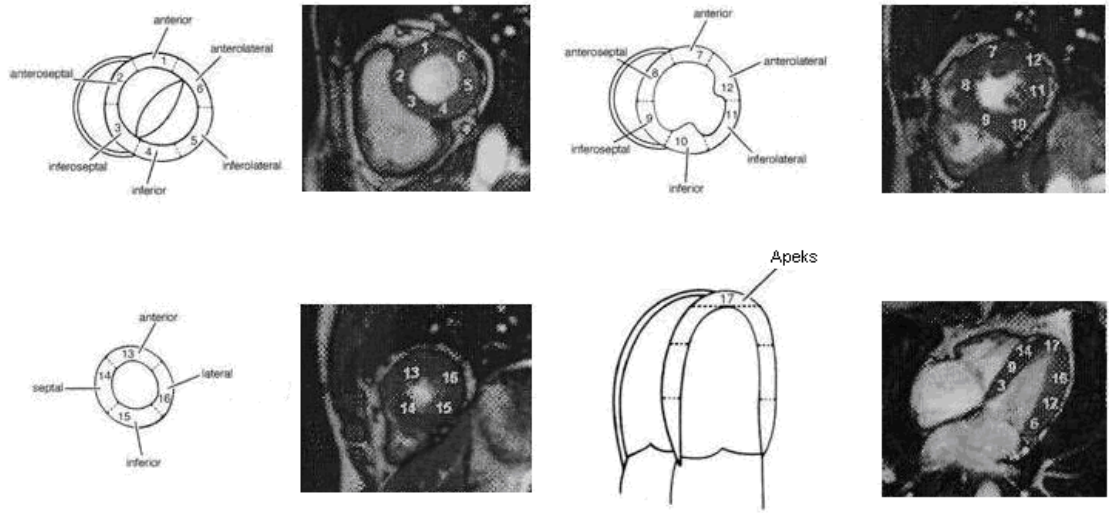 anterior
anterolateral
anteroseptal
1
2
6
3
5
4
inferoseptal
inferolateral
inferior
1
6
2
5
3
4
anterior
anterolateral
7
8
12
9
11
10
inferoseptal
inferolateral
inferior
7
12
8
11
9
10
anterior
13
14
septal
lateral
16
15
inferior
13
16
14
15
Apeks
17
14
17
9
3
16
12
6